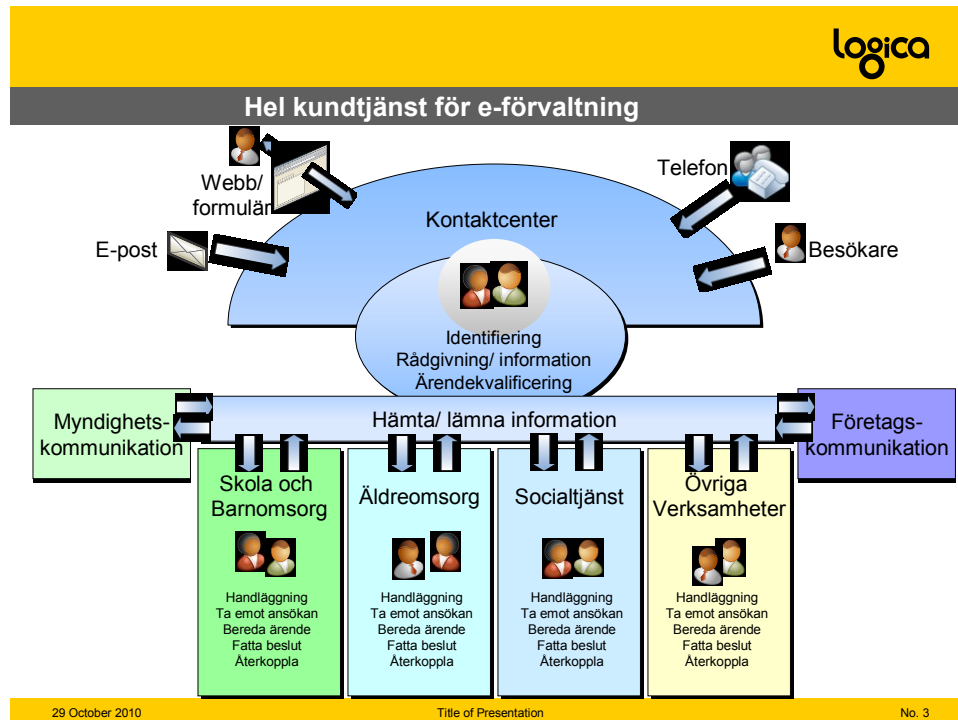 logica
Hel kundtjänst för e-förvaltning
Webb/
formulär
Telefon
E-post
Kontaktcenter
Besökare
Identifiering
Rådgivning/ information
Ärendekvalificering
Myndighets-
kommunikation
Hämta/ lämna information
Företags-
kommunikation
Skola och
Barnomsorg
Handläggning
Ta emot ansökan
Bereda ärende
Fatta beslut
Återkoppla
Äldreomsorg
Handläggning
Ta emot ansökan
Bereda ärende
Fatta beslut
Återkoppla
Socialtjänst
Handläggning
Ta emot ansökan
Bereda ärende
Fatta beslut
Återkoppla
Övriga
Verksamheter
Handläggning
Ta emot ansökan
Bereda ärende
Fatta beslut
Återkoppla
29 October 2010
Title of Presentation
No. 3